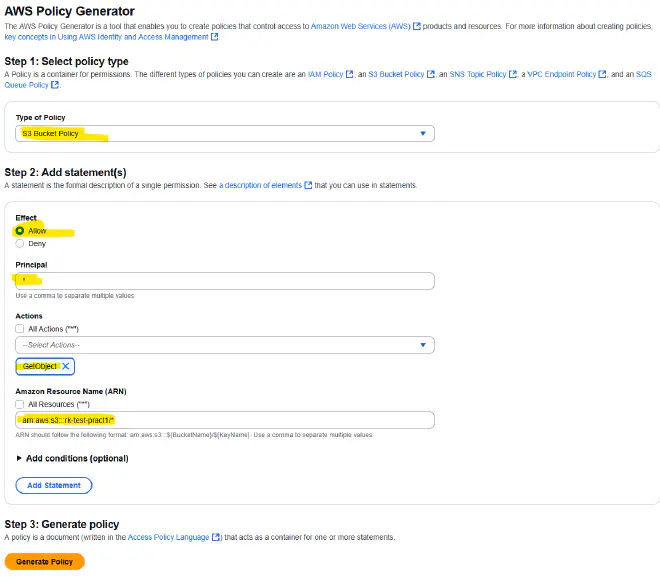 AWS Policy Generator
The AWS Policy Generator is a tool that enables you to create policies that control access to Amazon Web Services (AWS) products and resources. For more information about creating policies,
key concepts in Using AWS Identity and Access Management.
Step 1: Select policy type
A Policy is a container for permissions. The different types of policies you can create are an IAM Policy, an S3 Bucket Policy, an SNS Topic Policy, a VPC Endpoint Policy, and an SQS
Queue Policy.
Type of Policy
S3 Bucket Policy
Step 2: Add statement(s)
A statement is the formal description of a single permission. See a description of elements that you can use in statements.
Effect
Allow
Deny
Principal
*
Use a comma to separate multiple values.
Actions
All Actions ("*")
--Select Actions--
GetObject
Amazon Resource Name (ARN)
All Resources ("*")
arn:aws:s3:::rk-test-pract1/*
ARN should follow the following format: arn:aws:s3:::${BucketName}/${KeyName}. Use a comma to separate multiple values.
Add conditions (optional)
Add Statement
Step 3: Generate policy
A policy is a document (written in the Access Policy Language) that acts as a container for one or more statements.
Generate Policy